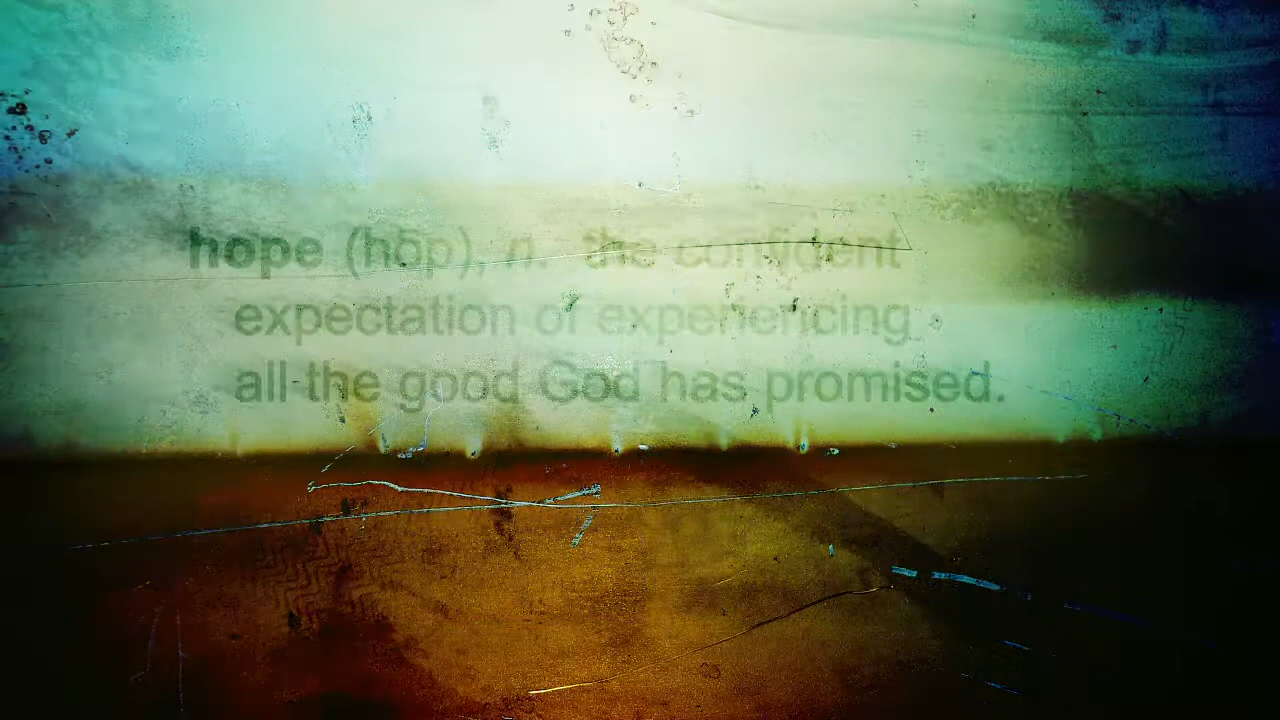 hope (hōp), n. the confident
expectation of experiencing
all the good God has promised.